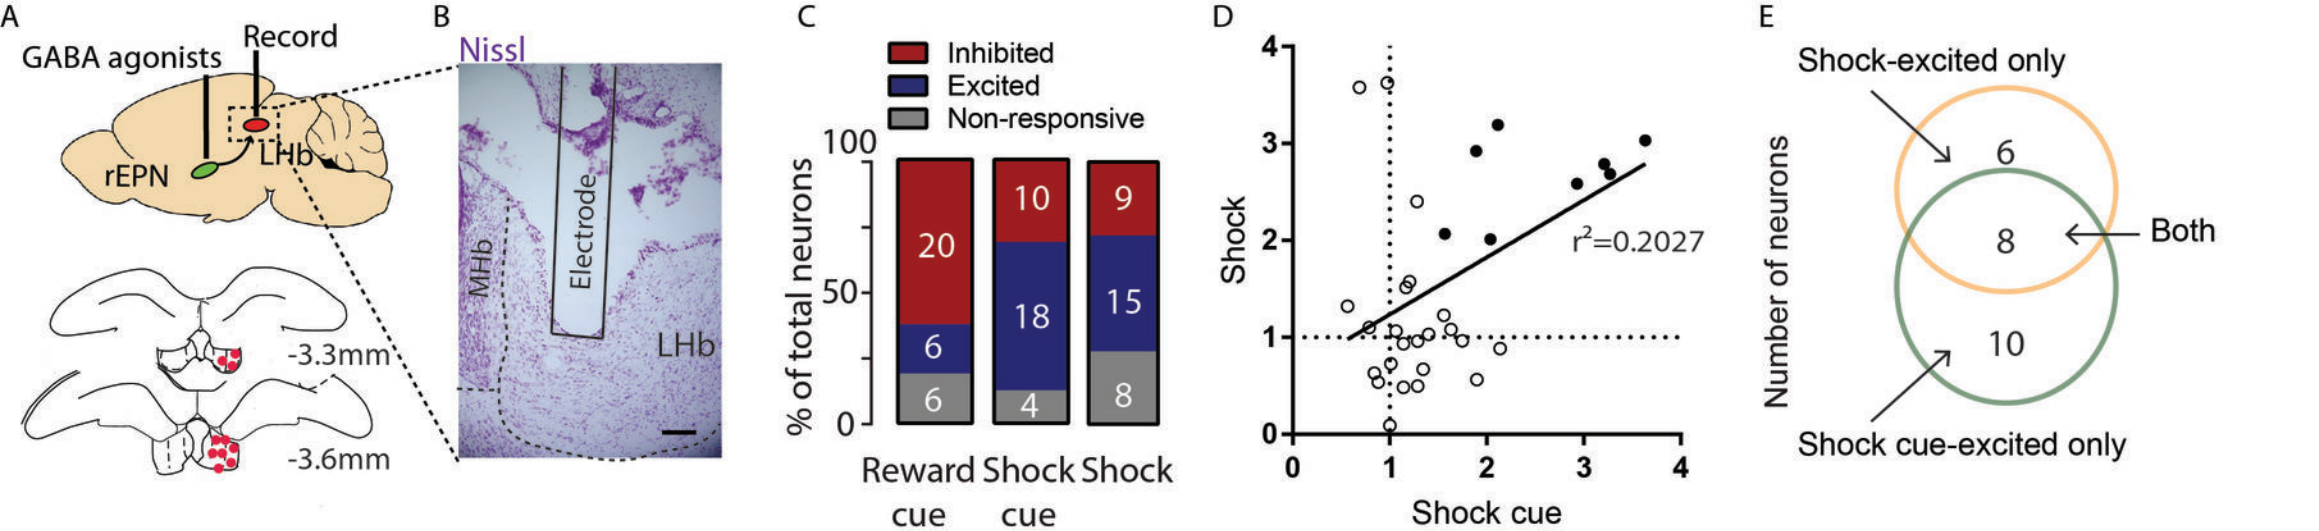 A
GABA agonists
Record
rEPN
LHb
-3.3mm
-3.6mm
B
Nissl
MHb
Electrode
LHb
C
Inhibited
Excited
Non-responsive
% of total neurons
100
50
0
20
6
6
10
18
4
9
15
8
Reward cue
Shock cue
Shock
D
Shock
4
3
2
1
0
r²=0.2027
0 1 2 3 4
Shock cue
E
Number of neurons
Shock-excited only
6
8
Both
10
Shock cue-excited only